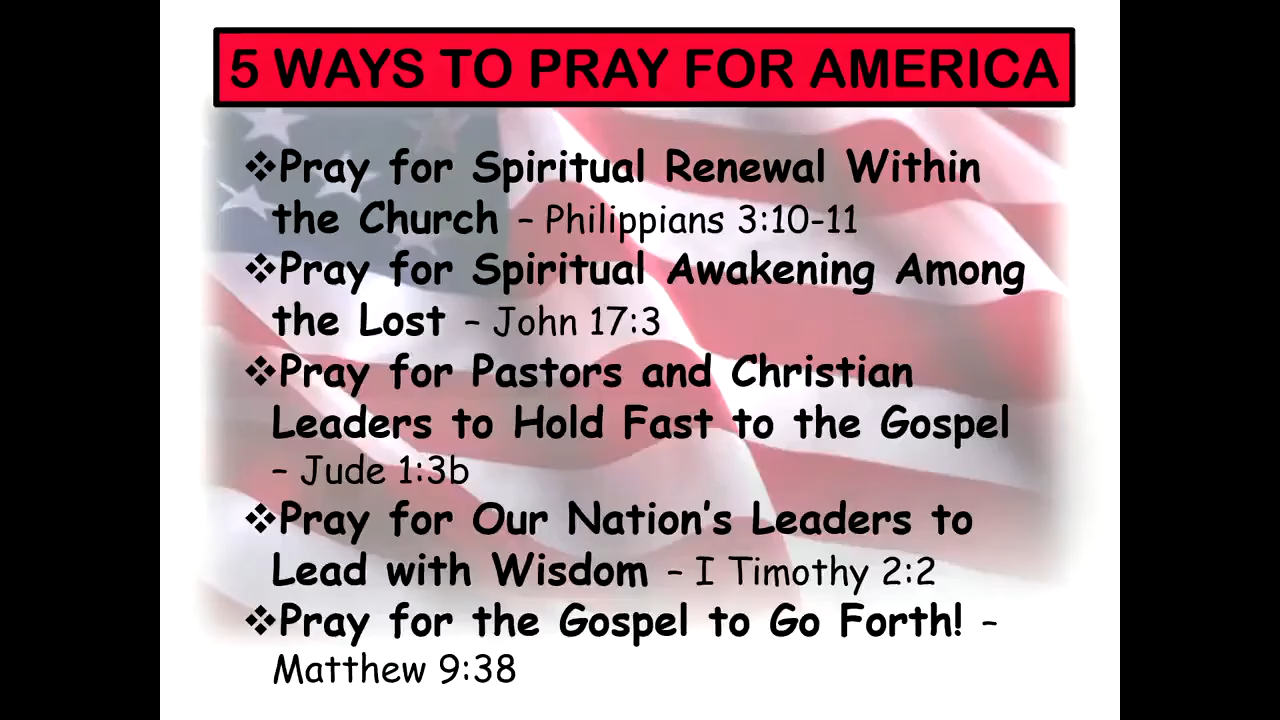 5 WAYS TO PRAY FOR AMERICA
❖Pray for Spiritual Renewal Within
the Church – Philippians 3:10-11
❖Pray for Spiritual Awakening Among
the Lost – John 17:3
❖Pray for Pastors and Christian
Leaders to Hold Fast to the Gospel
– Jude 1:3b
❖Pray for Our Nation’s Leaders to
Lead with Wisdom – I Timothy 2:2
❖Pray for the Gospel to Go Forth! –
Matthew 9:38